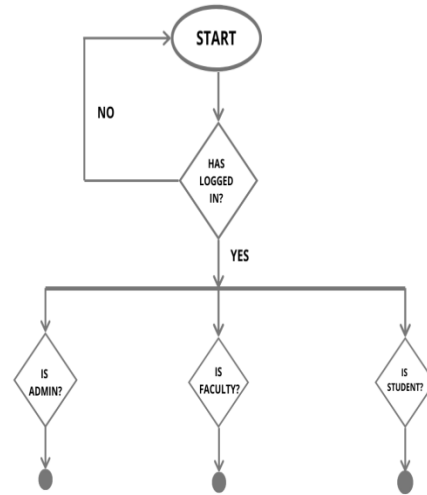 START
NO
HAS
LOGGED
IN?
YES
IS
ADMIN?
IS
FACULTY?
IS
STUDENT?